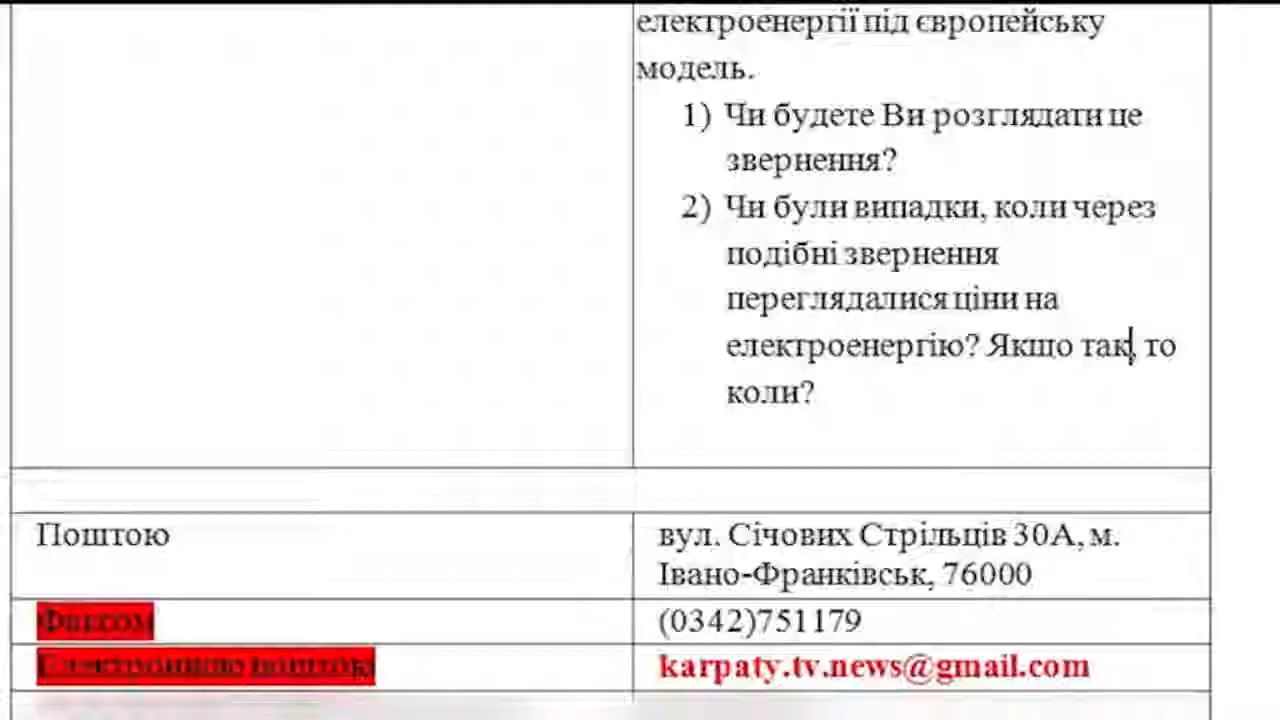 електроенергії під європейську
модель.
1) Чи будете Ви розглядати це
звернення?
2) Чи були випадки, коли через
подібні звернення
переглядалися ціни на
електроенергію? Якщо так, то
коли?
Поштою
вул. Січових Стрільців 30А, м.
Івано-Франківськ, 76000
Факсом
(0342)751179
Електронною поштою
karpaty.tv.news@gmail.com